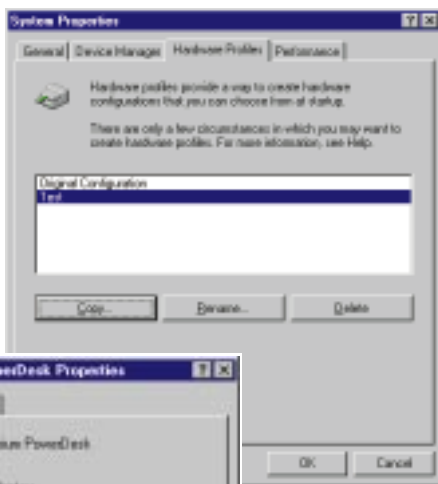 System Properties
General Device Manager Hardware Profiles Performance
Hardware profiles provide a way to create hardware
configurations that you can choose from at startup.
There are only a few circumstances in which you may want to
create hardware profiles. For more information, see Help.
Original Configuration
Test
Copy...
Rename...
Delete
PowerDesk Properties
PowerDesk
OK
Cancel